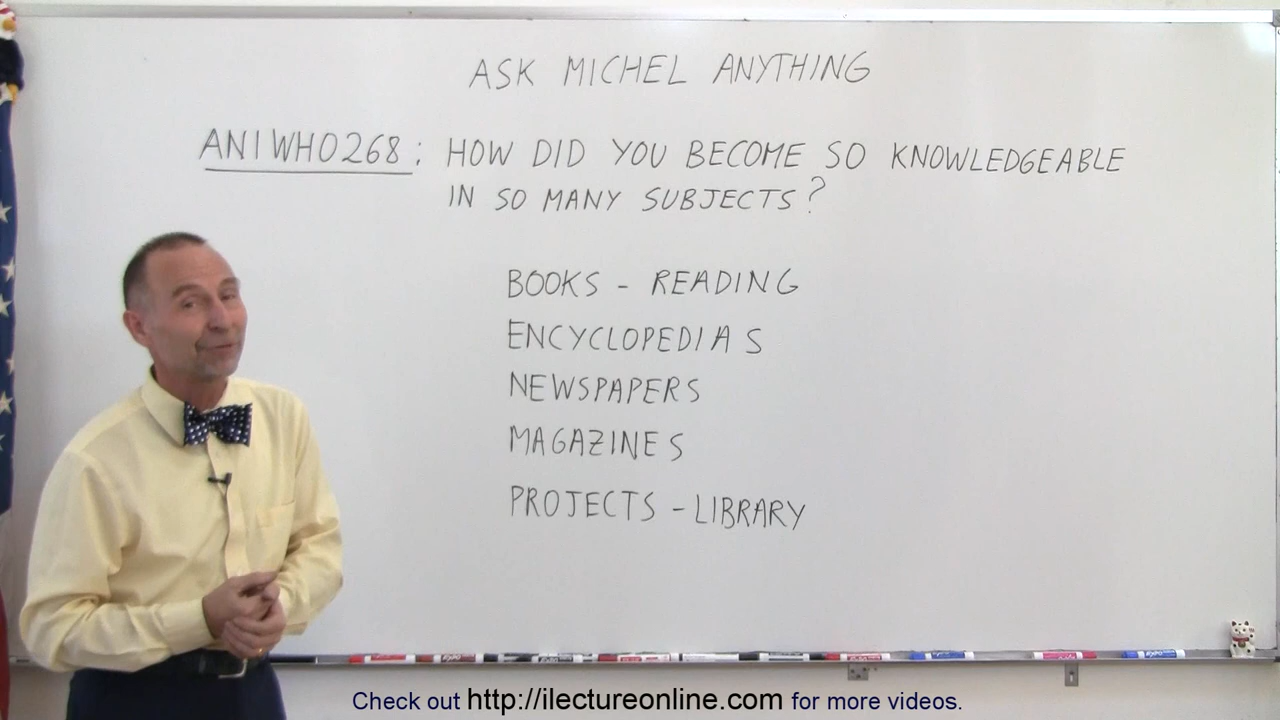 ASK MICHEL ANYTHING
ANIWHO268: HOW DID YOU BECOME SO KNOWLEDGEABLE
IN SO MANY SUBJECTS?
BOOKS - READING
ENCYCLOPEDIAS
NEWSPAPERS
MAGAZINES
PROJECTS - LIBRARY
Check out http://ilectureonline.com for more videos.